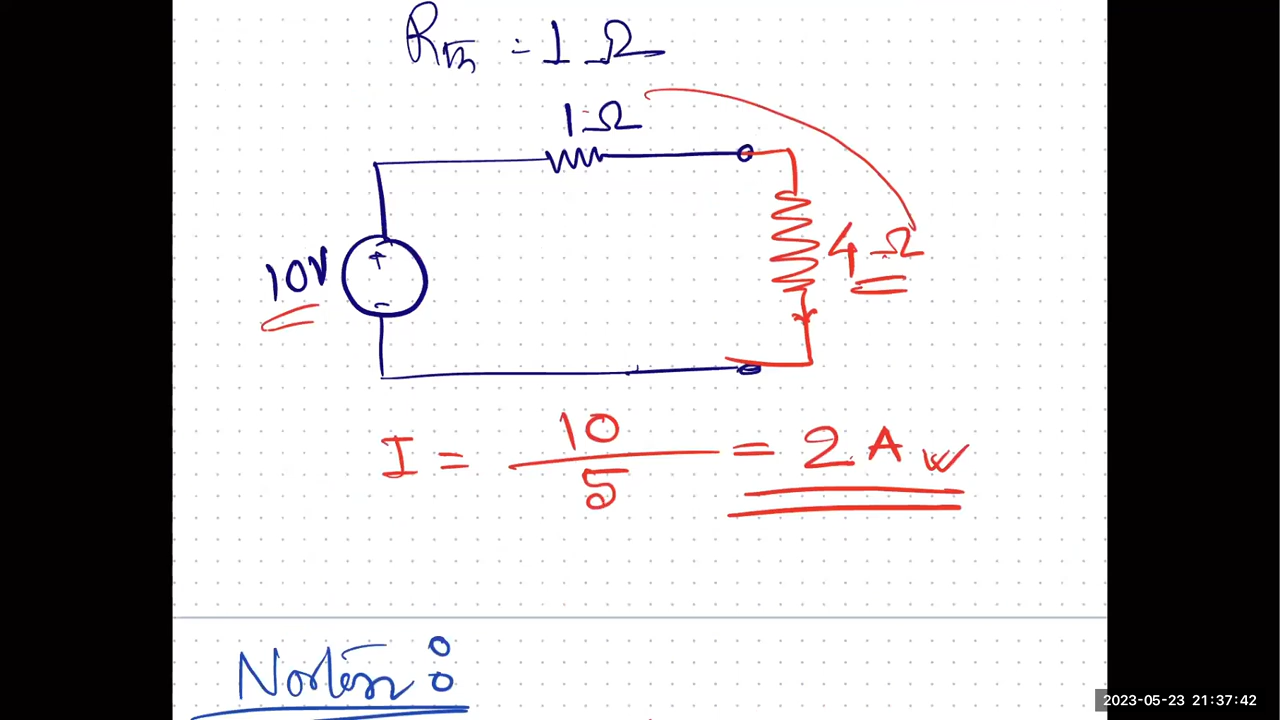 R_Th = 1 Ω
1 Ω
10V
+
-
4 Ω
I = 10/5 = 2 A
Norton :
2023-05-23 21:37:42